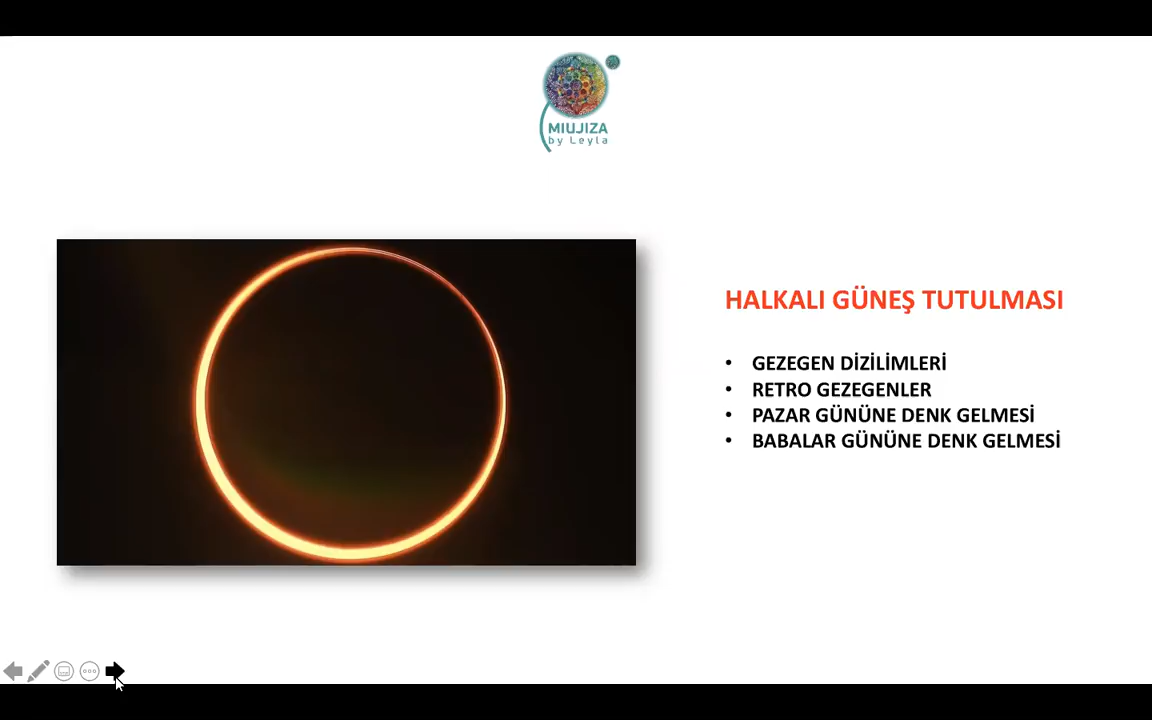 MIUJIZA
by Leyla
HALKALI GÜNEŞ TUTULMASI
• GEZEGEN DİZİLİMLERİ
• RETRO GEZEGENLER
• PAZAR GÜNÜNE DENK GELMESİ
• BABALAR GÜNÜNE DENK GELMESİ